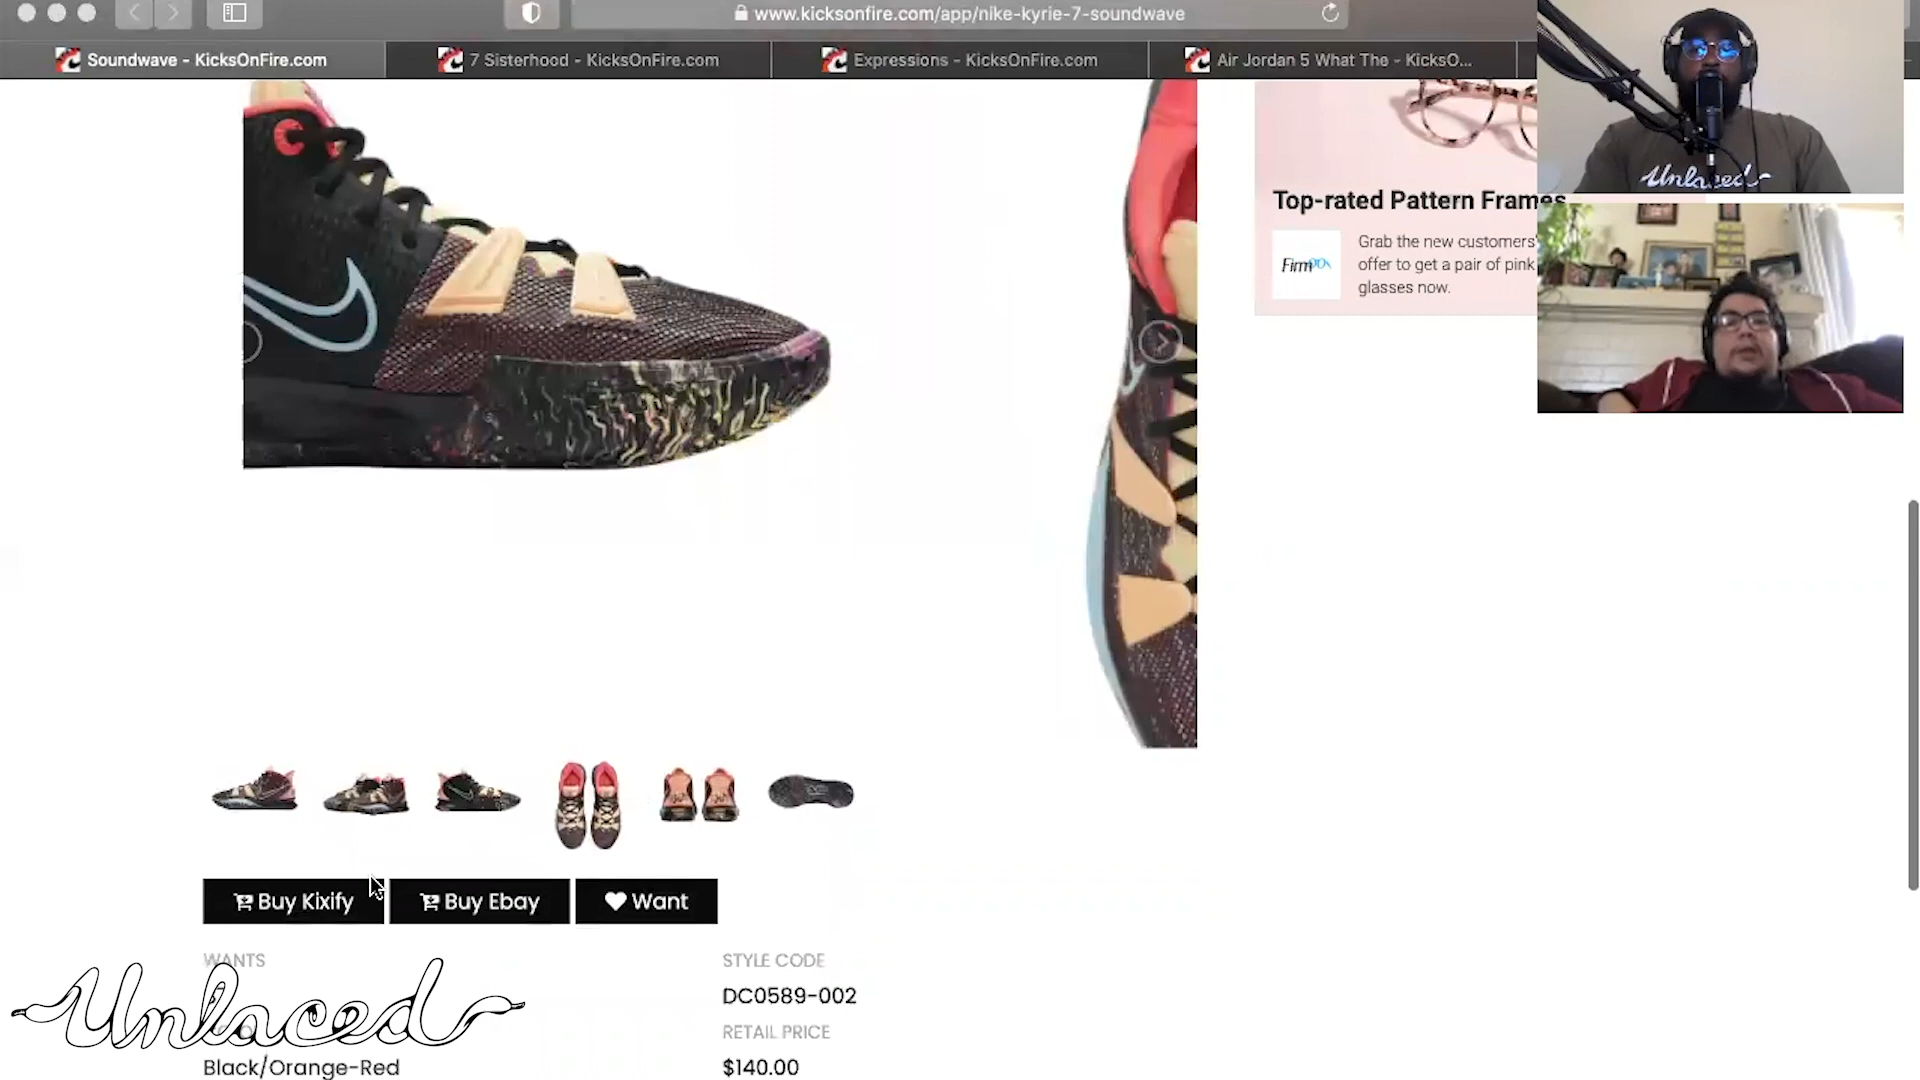 www.kicksonfire.com/app/nike-kyrie-7-soundwave
Soundwave - KicksOnFire.com
7 Sisterhood - KicksOnFire.com
Expressions - KicksOnFire.com
Air Jordan 5 What The - KicksO...
Unlaced
Top-rated Pattern Frames
Firmoo
Grab the new customers'
offer to get a pair of pink
glasses now.
Buy Kixify
Buy Ebay
Want
WANTS
STYLE CODE
DC0589-002
Unlaced
RETAIL PRICE
Black/Orange-Red
$140.00